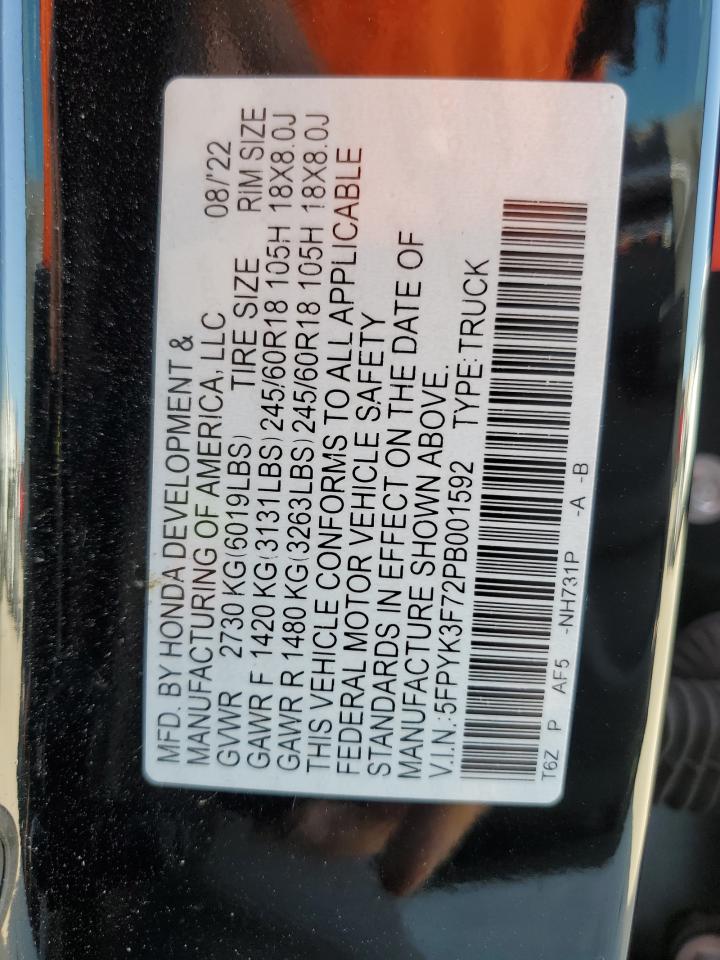 MFD. BY HONDA DEVELOPMENT &
MANUFACTURING OF AMERICA, LLC 08/'22
GVWR 2730 KG(6019LBS) TIRE SIZE RIM SIZE
GAWR F 1420 KG(3131LBS) 245/60R18 105H 18X8.0J
GAWR R 1480 KG(3263LBS) 245/60R18 105H 18X8.0J
THIS VEHICLE CONFORMS TO ALL APPLICABLE
FEDERAL MOTOR VEHICLE SAFETY
STANDARDS IN EFFECT ON THE DATE OF
MANUFACTURE SHOWN ABOVE.
V.I.N.:5FPYK3F72PB001592 TYPE:TRUCK
T6Z P AF5 -NH731P -A -B